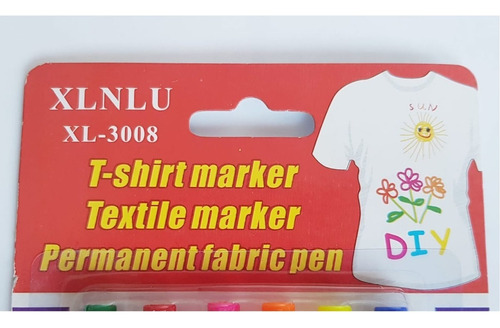 XLNLU
XL-3008
T-shirt marker
Textile marker
Permanent fabric pen
SUN
DIY